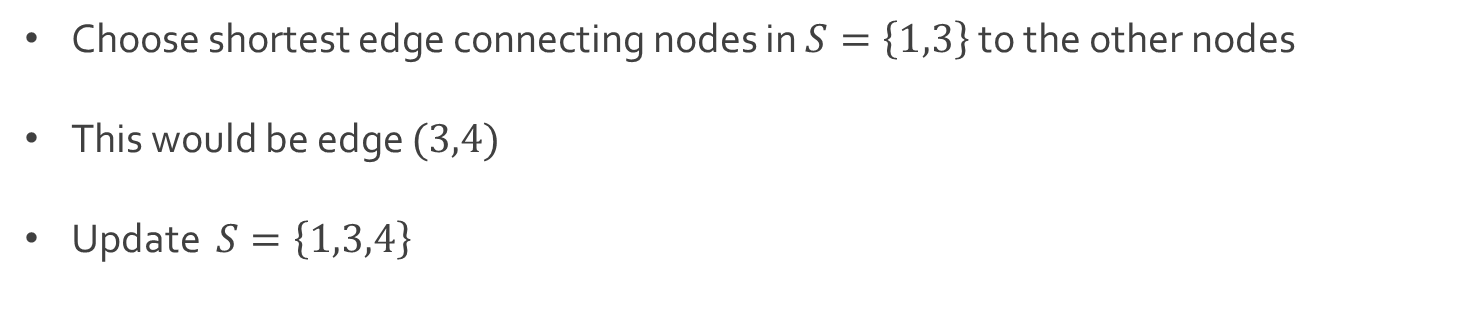 • Choose shortest edge connecting nodes in S = {1,3} to the other nodes
• This would be edge (3,4)
• Update S = {1,3,4}